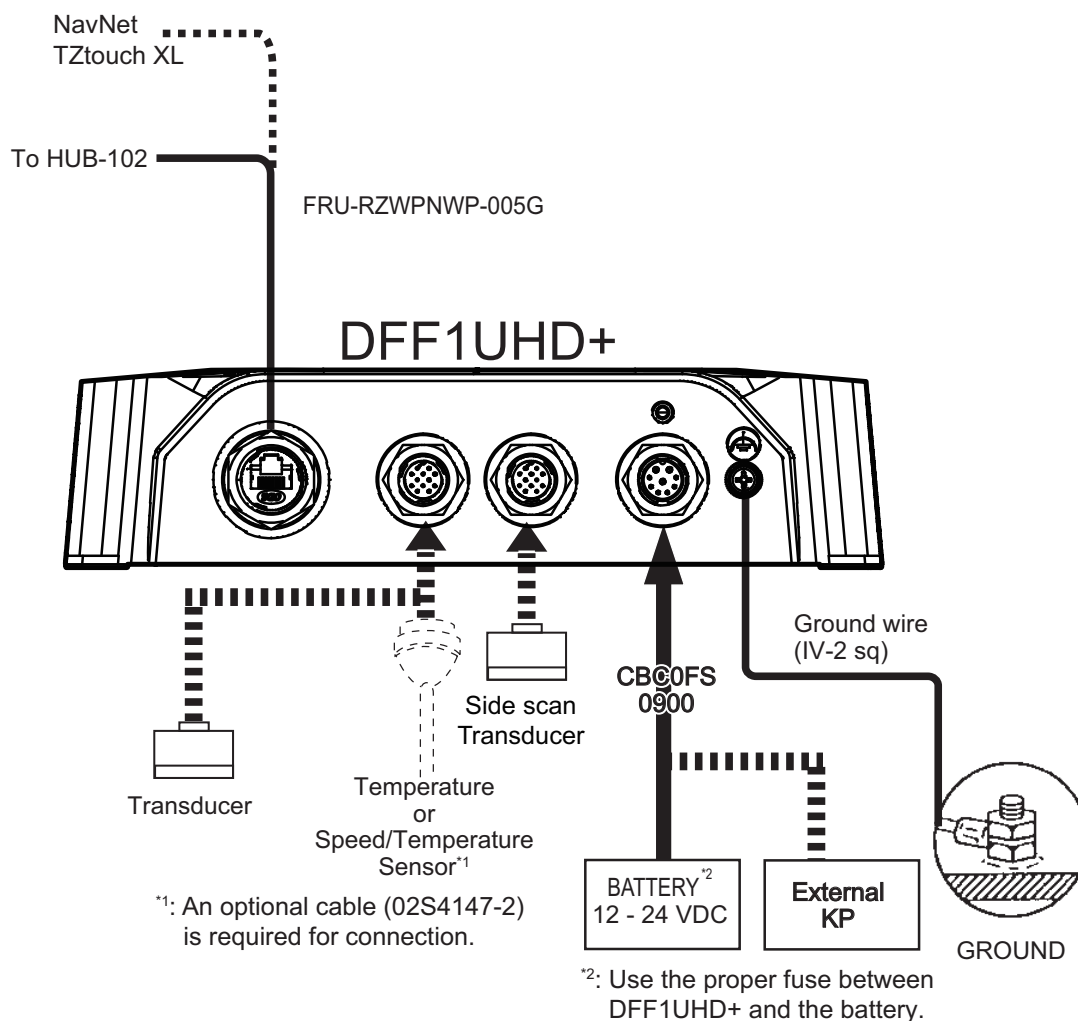 NavNet
TZtouch XL
To HUB-102
FRU-RZWPNWP-005G
DFF1UHD+
Ground wire
(IV-2 sq)
CBC0FS
0900
Side scan
Transducer
Transducer
Temperature
or
Speed/Temperature
Sensor*1
*1: An optional cable (02S4147-2)
is required for connection.
BATTERY*2
12 - 24 VDC
External
KP
GROUND
*2: Use the proper fuse between
DFF1UHD+ and the battery.